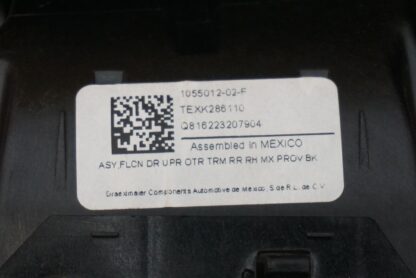 1055012-02-F
TEXK286110
Q816223207904
Assembled in MEXICO
ASY,FLCN DR UPR OTR TRM RR RH MX PROV BK
Draexlmaier Components Automotive de Mexico, S de R.L. de C.V.